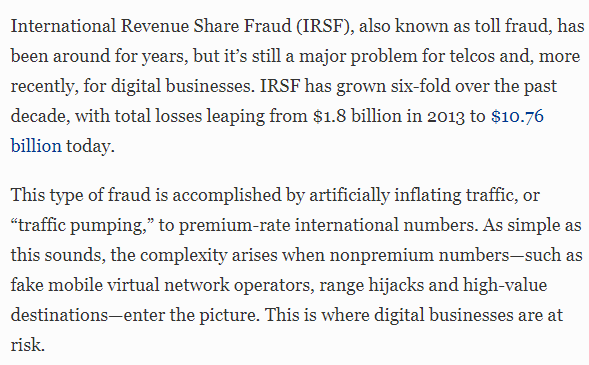 International Revenue Share Fraud (IRSF), also known as toll fraud, has
been around for years, but it’s still a major problem for telcos and, more
recently, for digital businesses. IRSF has grown six-fold over the past
decade, with total losses leaping from $1.8 billion in 2013 to $10.76
billion today.
This type of fraud is accomplished by artificially inflating traffic, or
“traffic pumping,” to premium-rate international numbers. As simple as
this sounds, the complexity arises when nonpremium numbers—such as
fake mobile virtual network operators, range hijacks and high-value
destinations—enter the picture. This is where digital businesses are at
risk.